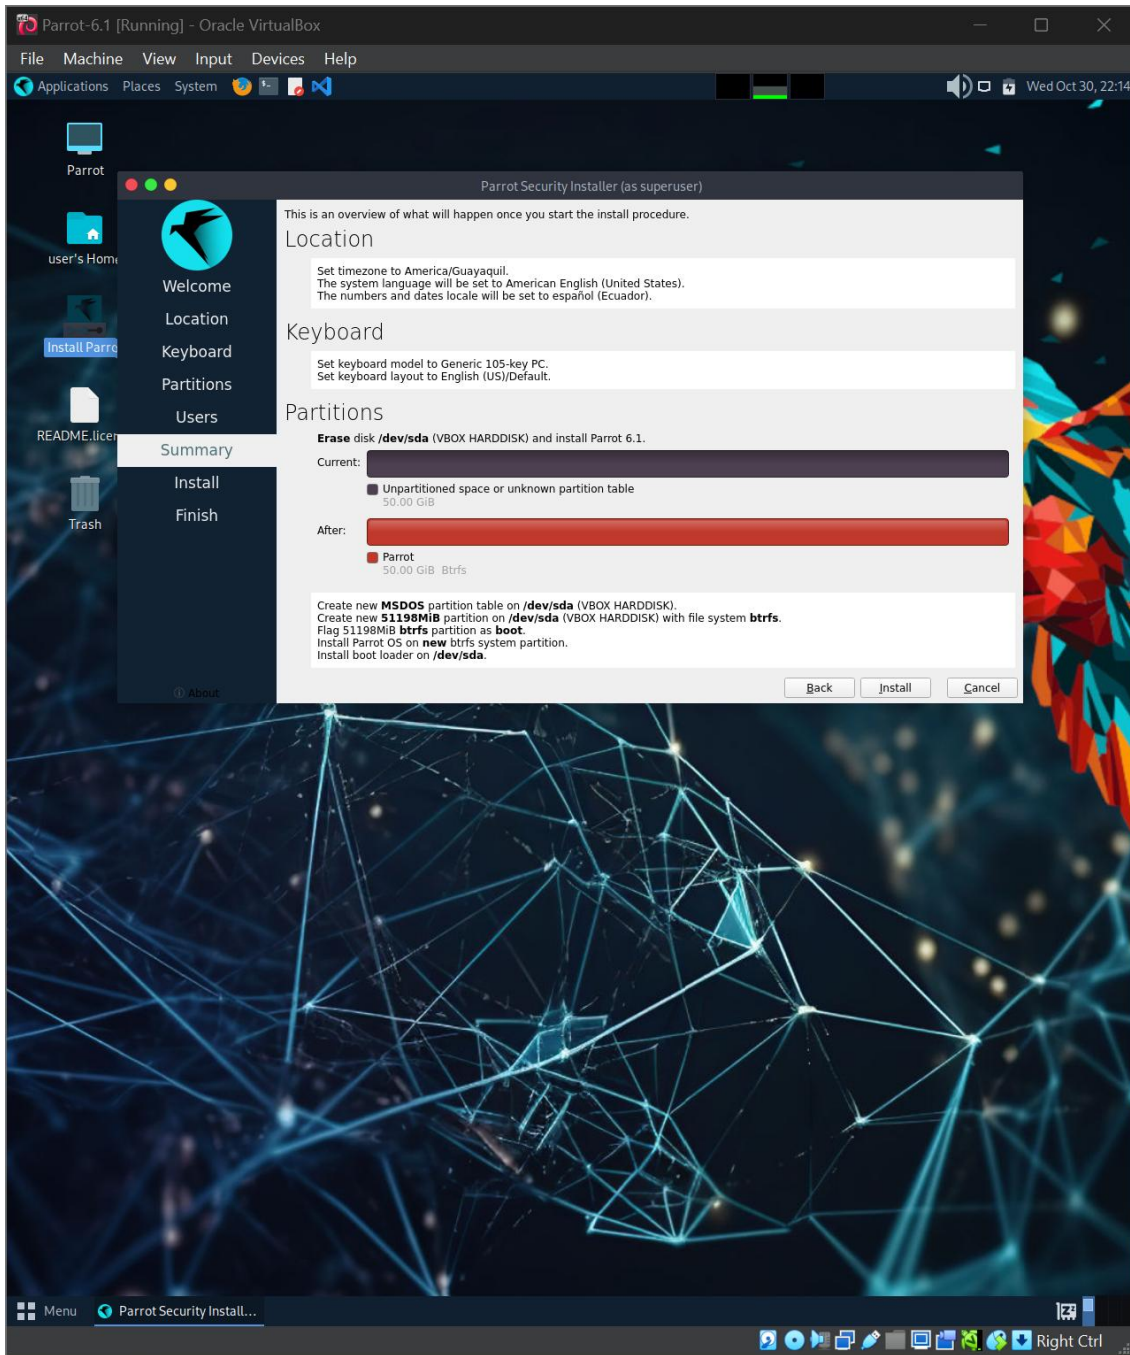 Parrot-6.1 [Running] - Oracle VirtualBox
File Machine View Input Devices Help
Applications Places System Wed Oct 30, 22:14
Parrot
user's Home
Install Parro
README.licen
Trash
Parrot Security Installer (as superuser)
Welcome
Location
Keyboard
Partitions
Users
Summary
Install
Finish
About
This is an overview of what will happen once you start the install procedure.
Location
Set timezone to America/Guayaquil.
The system language will be set to American English (United States).
The numbers and dates locale will be set to español (Ecuador).
Keyboard
Set keyboard model to Generic 105-key PC.
Set keyboard layout to English (US)/Default.
Partitions
Erase disk /dev/sda (VBOX HARDDISK) and install Parrot 6.1.
Current:
Unpartitioned space or unknown partition table
50.00 GiB
After:
Parrot
50.00 GiB Btrfs
Create new MSDOS partition table on /dev/sda (VBOX HARDDISK).
Create new 51198MiB partition on /dev/sda (VBOX HARDDISK) with file system btrfs.
Flag 51198MiB btrfs partition as boot.
Install Parrot OS on new btrfs system partition.
Install boot loader on /dev/sda.
Back Install Cancel
Menu Parrot Security Install...
Right Ctrl